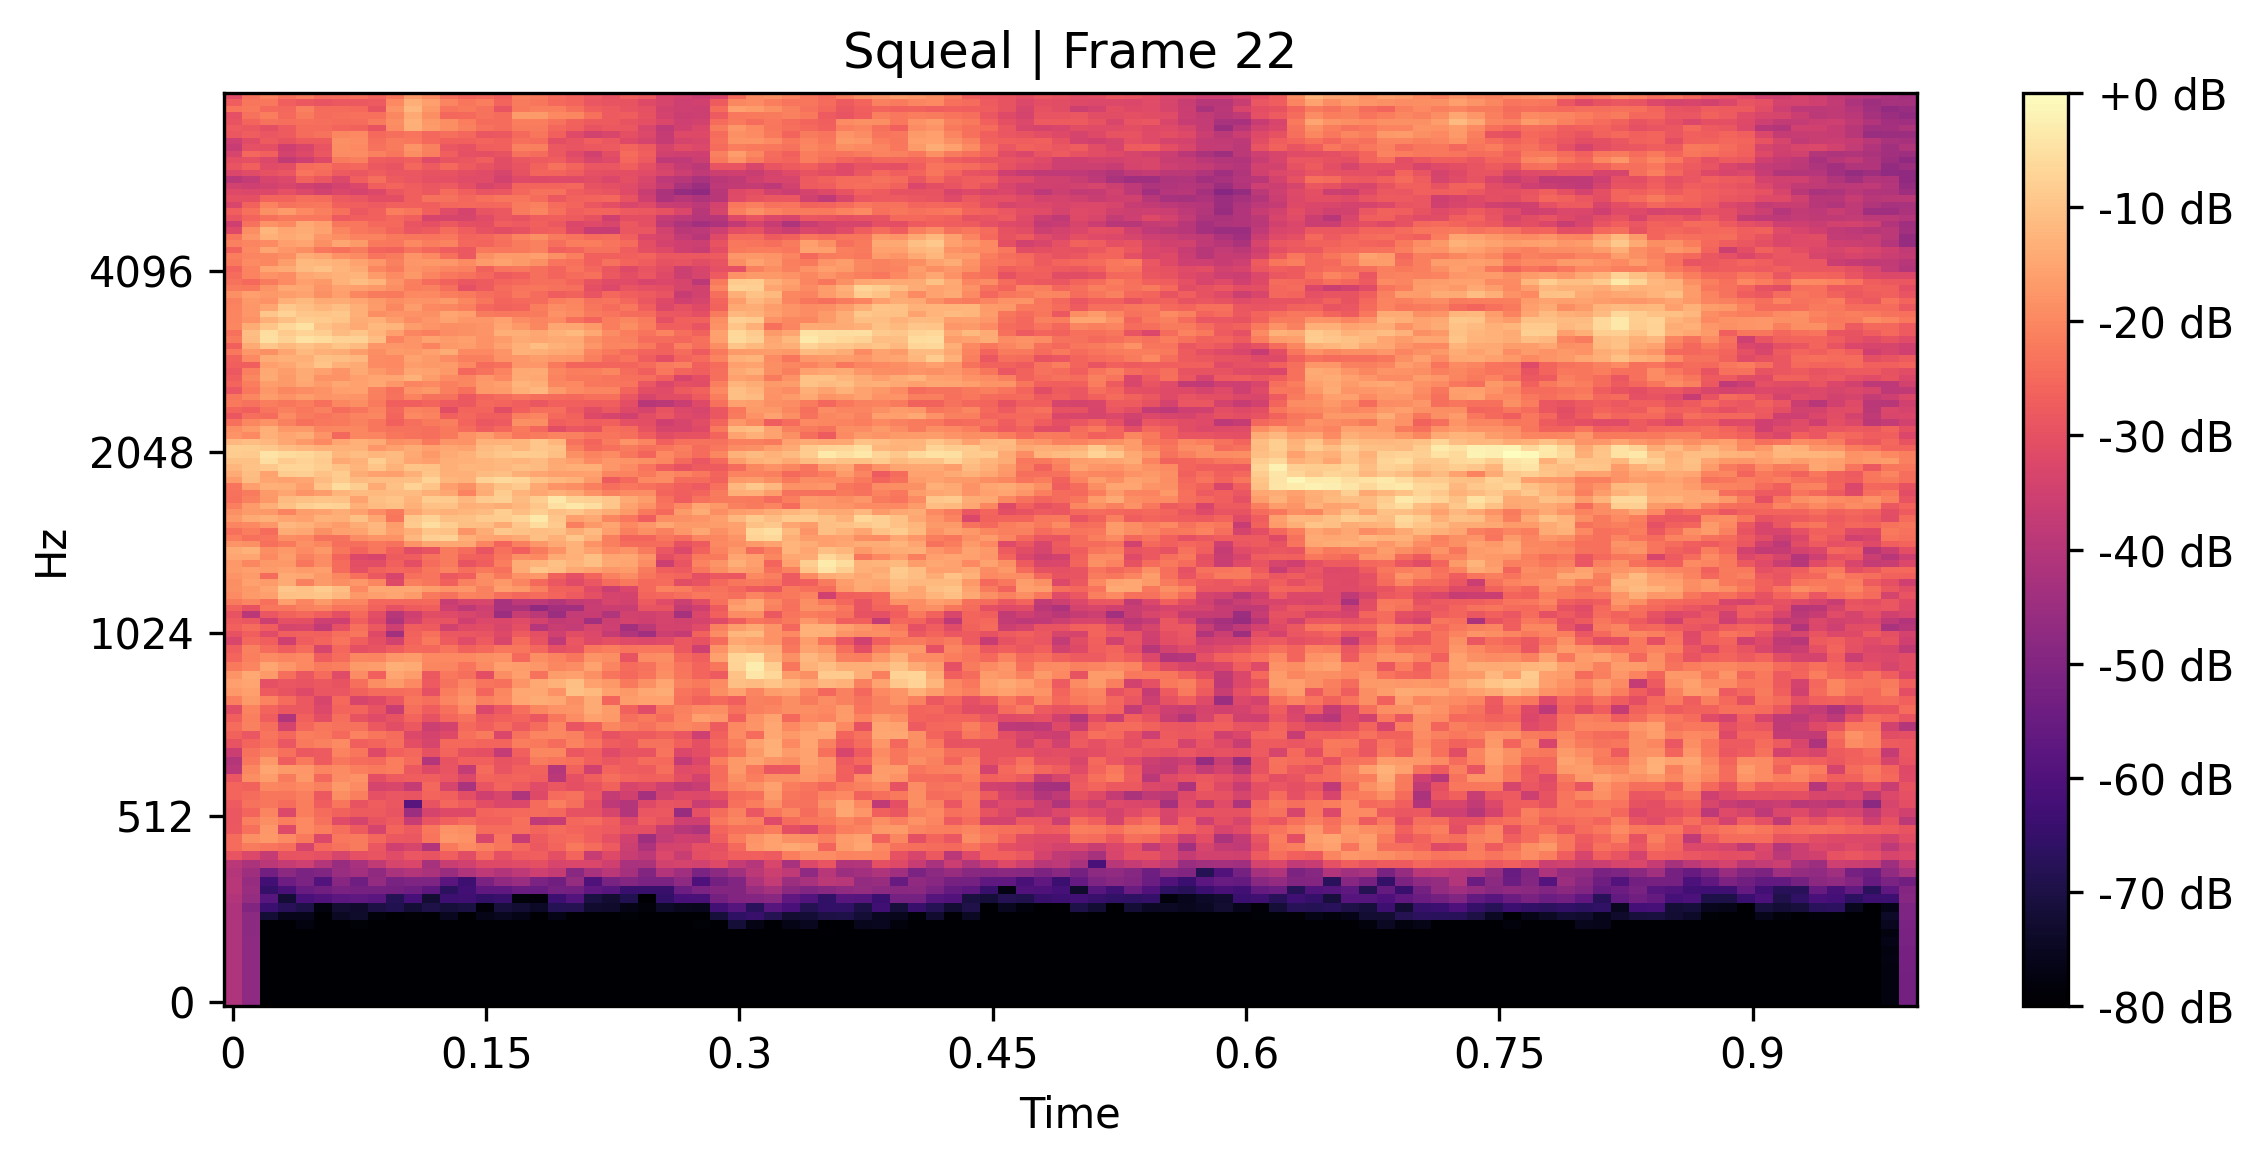 Squeal | Frame 22
Hz
4096
2048
1024
512
0
0 0.15 0.3 0.45 0.6 0.75 0.9
Time
+0 dB
-10 dB
-20 dB
-30 dB
-40 dB
-50 dB
-60 dB
-70 dB
-80 dB